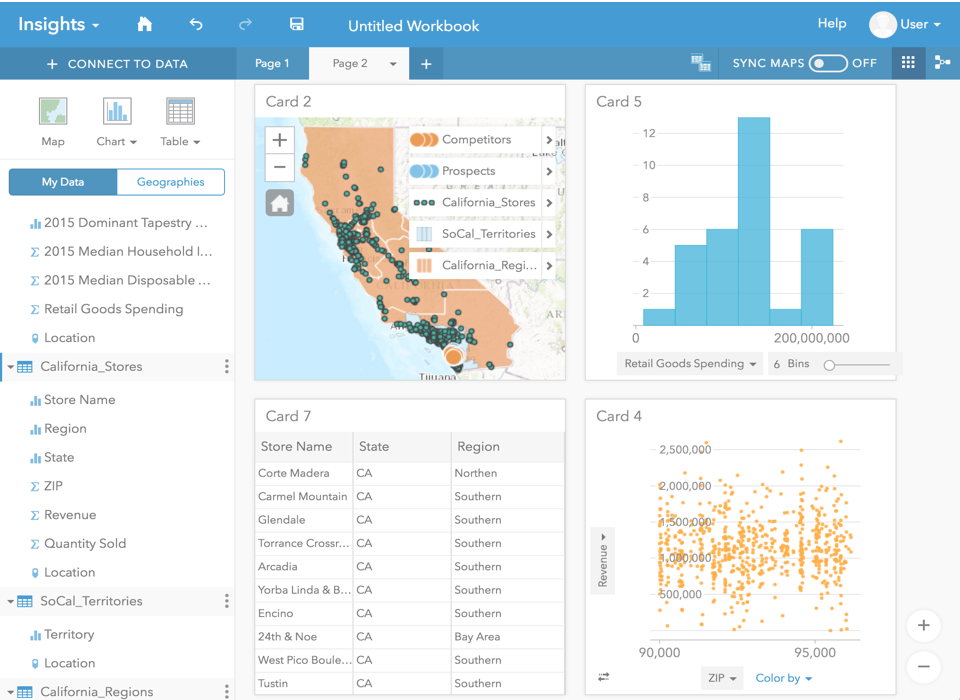 Insights
Untitled Workbook
Help
User
+ CONNECT TO DATA
Page 1
Page 2
+
SYNC MAPS
OFF
Map
Chart
Table
My Data
Geographies
2015 Dominant Tapestry ...
2015 Median Household I...
2015 Median Disposable ...
Retail Goods Spending
Location
California_Stores
Store Name
Region
State
ZIP
Revenue
Quantity Sold
Location
SoCal_Territories
Territory
Location
California_Regions
Card 2
+
−
Competitors
Prospects
California_Stores
SoCal_Territories
California_Regi...
CALIFORNIA
Tijuana
Card 5
12
10
8
6
4
2
0
200,000,000
Retail Goods Spending
6 Bins
Card 7
Store Name State Region
Corte Madera CA Northen
Carmel Mountain CA Southern
Glendale CA Southern
Torrance Crossr... CA Southern
Arcadia CA Southern
Yorba Linda & B... CA Southern
Encino CA Southern
24th & Noe CA Bay Area
West Pico Boule... CA Southern
Tustin CA Southern
Card 4
2,500,000
2,000,000
1,500,000
1,000,000
500,000
Revenue
90,000
95,000
ZIP
Color by
+
−